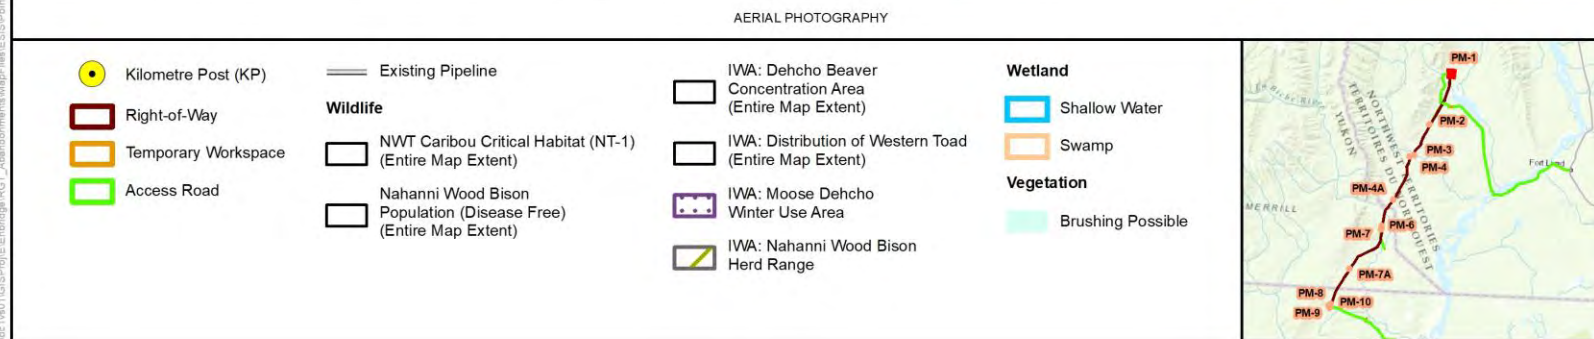 AERIAL PHOTOGRAPHY
Kilometre Post (KP)
Right-of-Way
Temporary Workspace
Access Road
Existing Pipeline
Wildlife
NWT Caribou Critical Habitat (NT-1)
(Entire Map Extent)
Nahanni Wood Bison
Population (Disease Free)
(Entire Map Extent)
IWA: Dehcho Beaver
Concentration Area
(Entire Map Extent)
IWA: Distribution of Western Toad
(Entire Map Extent)
IWA: Moose Dehcho
Winter Use Area
IWA: Nahanni Wood Bison
Herd Range
Wetland
Shallow Water
Swamp
Vegetation
Brushing Possible
PM-1
PM-2
PM-3
PM-4
PM-4A
PM-6
PM-7
PM-7A
PM-8
PM-10
PM-9
Fort Liard
MERRILL
YUKON
NORTHWEST TERRITORIES
TERRITOIRES DU NORD-OUEST